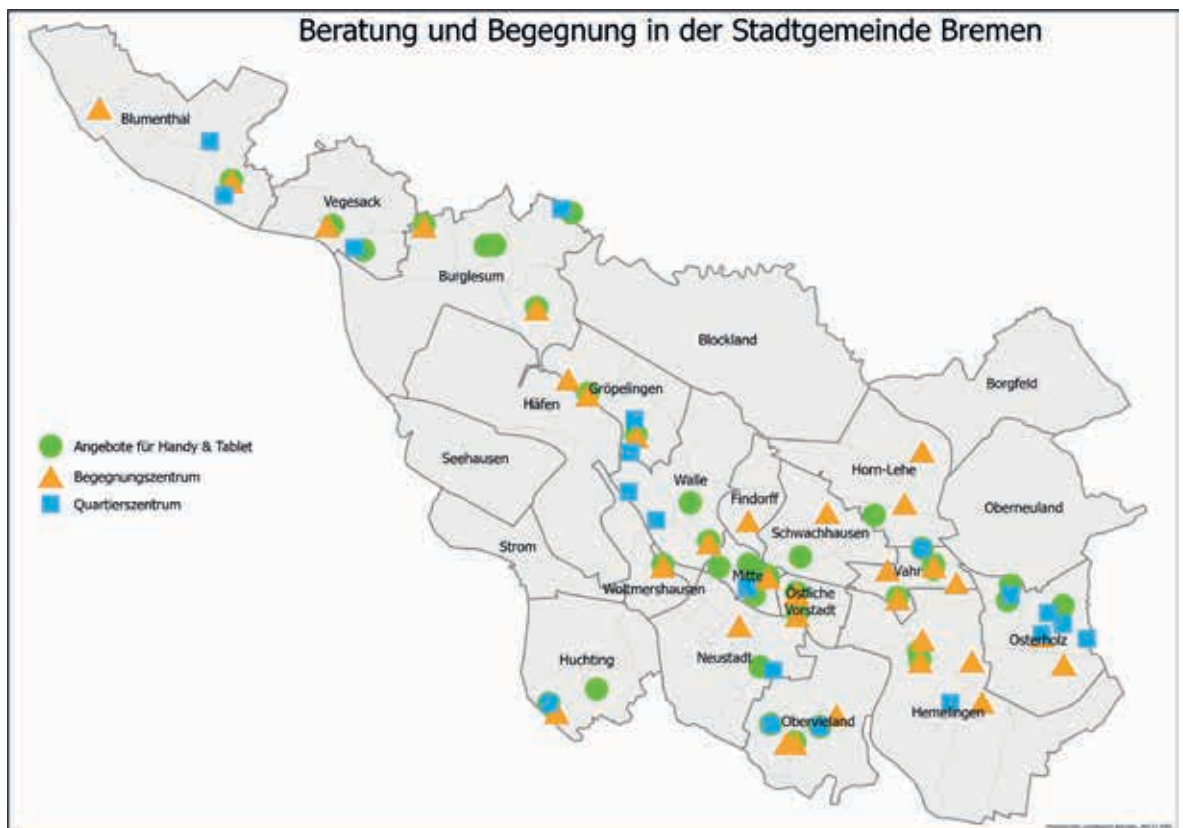 Beratung und Begegnung in der Stadtgemeinde Bremen
Blumenthal
Vegesack
Burglesum
Blockland
Borgfeld
Gröpelingen
Häfen
Angebote für Handy & Tablet
Begegnungszentrum
Quartierszentrum
Seehausen
Horn-Lehe
Walle
Findorff
Oberneuland
Schwachhausen
Strom
Mitte
Vahr
Woltmershausen
Östliche
Vorstadt
Osterholz
Neustadt
Huchting
Hemelingen
Obervieland